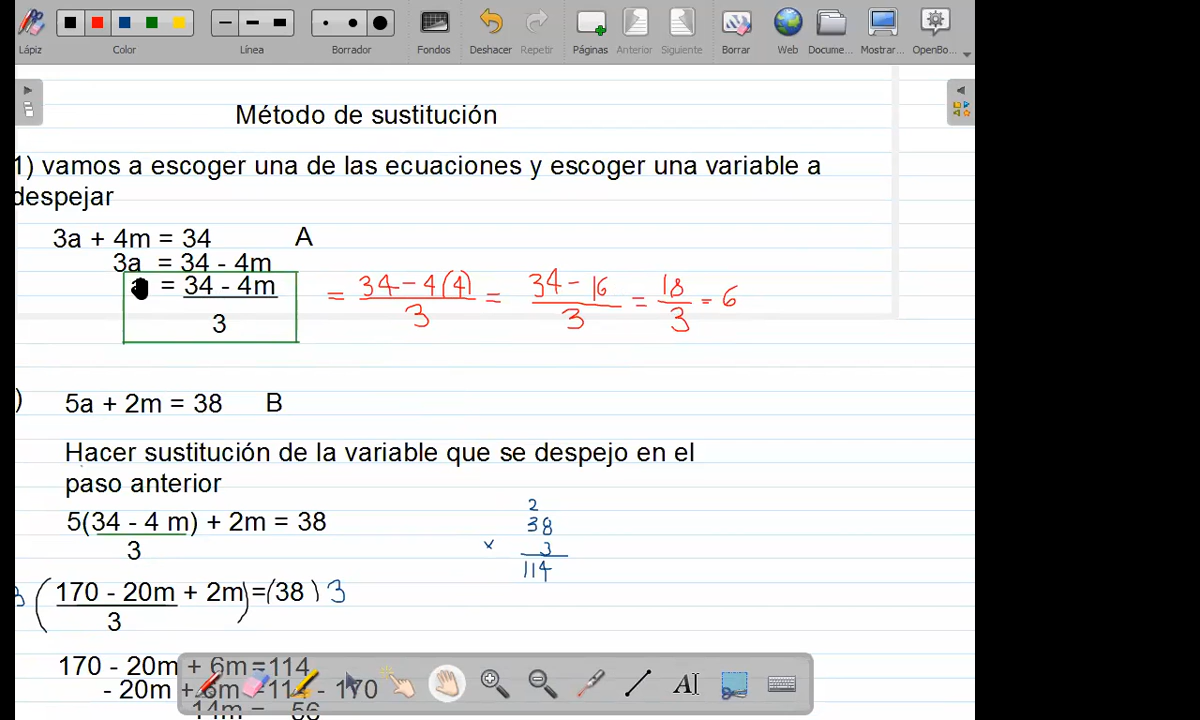 Lápiz Color Línea Borrador Fondos Deshacer Repetir Páginas Anterior Siguiente Borrar Web Docume... Mostrar... OpenBo...
Método de sustitución
1) vamos a escoger una de las ecuaciones y escoger una variable a
despejar
3a + 4m = 34 A
3a = 34 - 4m
= 34 - 4m = 34 - 4(4) = 34 - 16 = 18 = 6
3 3 3 3
) 5a + 2m = 38 B
Hacer sustitución de la variable que se despejo en el
paso anterior
2
5(34 - 4 m) + 2m = 38 38
3 x 3
114
3 (170 - 20m + 2m) = (38) 3
3
170 - 20m + 6m =114
- 20m + 6m =114 - 170
14m = 56